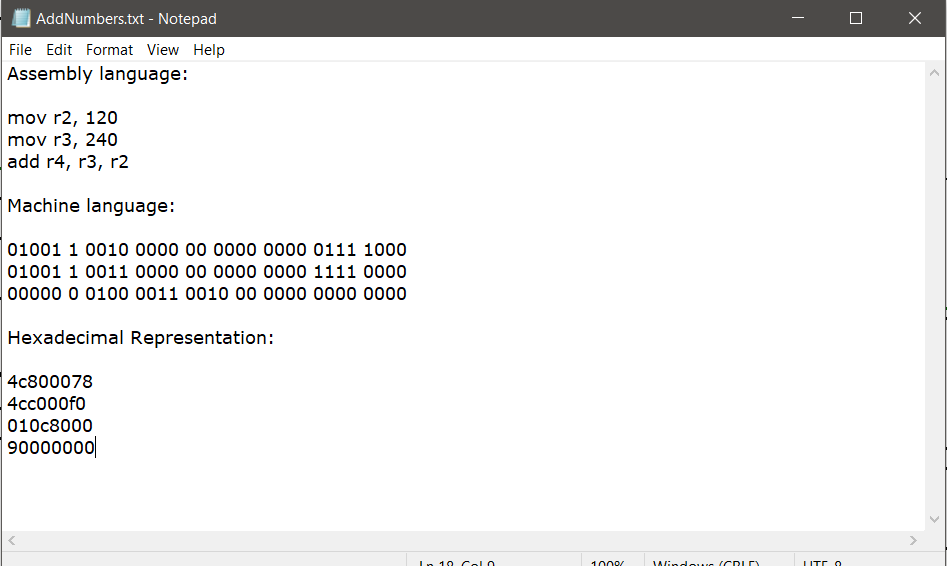 AddNumbers.txt - Notepad
File Edit Format View Help
Assembly language:
mov r2, 120
mov r3, 240
add r4, r3, r2
Machine language:
01001 1 0010 0000 00 0000 0000 0111 1000
01001 1 0011 0000 00 0000 0000 1111 0000
00000 0 0100 0011 0010 00 0000 0000 0000
Hexadecimal Representation:
4c800078
4cc000f0
010c8000
90000000
Ln 18, Col 9 100% Windows (CRLF) UTF-8